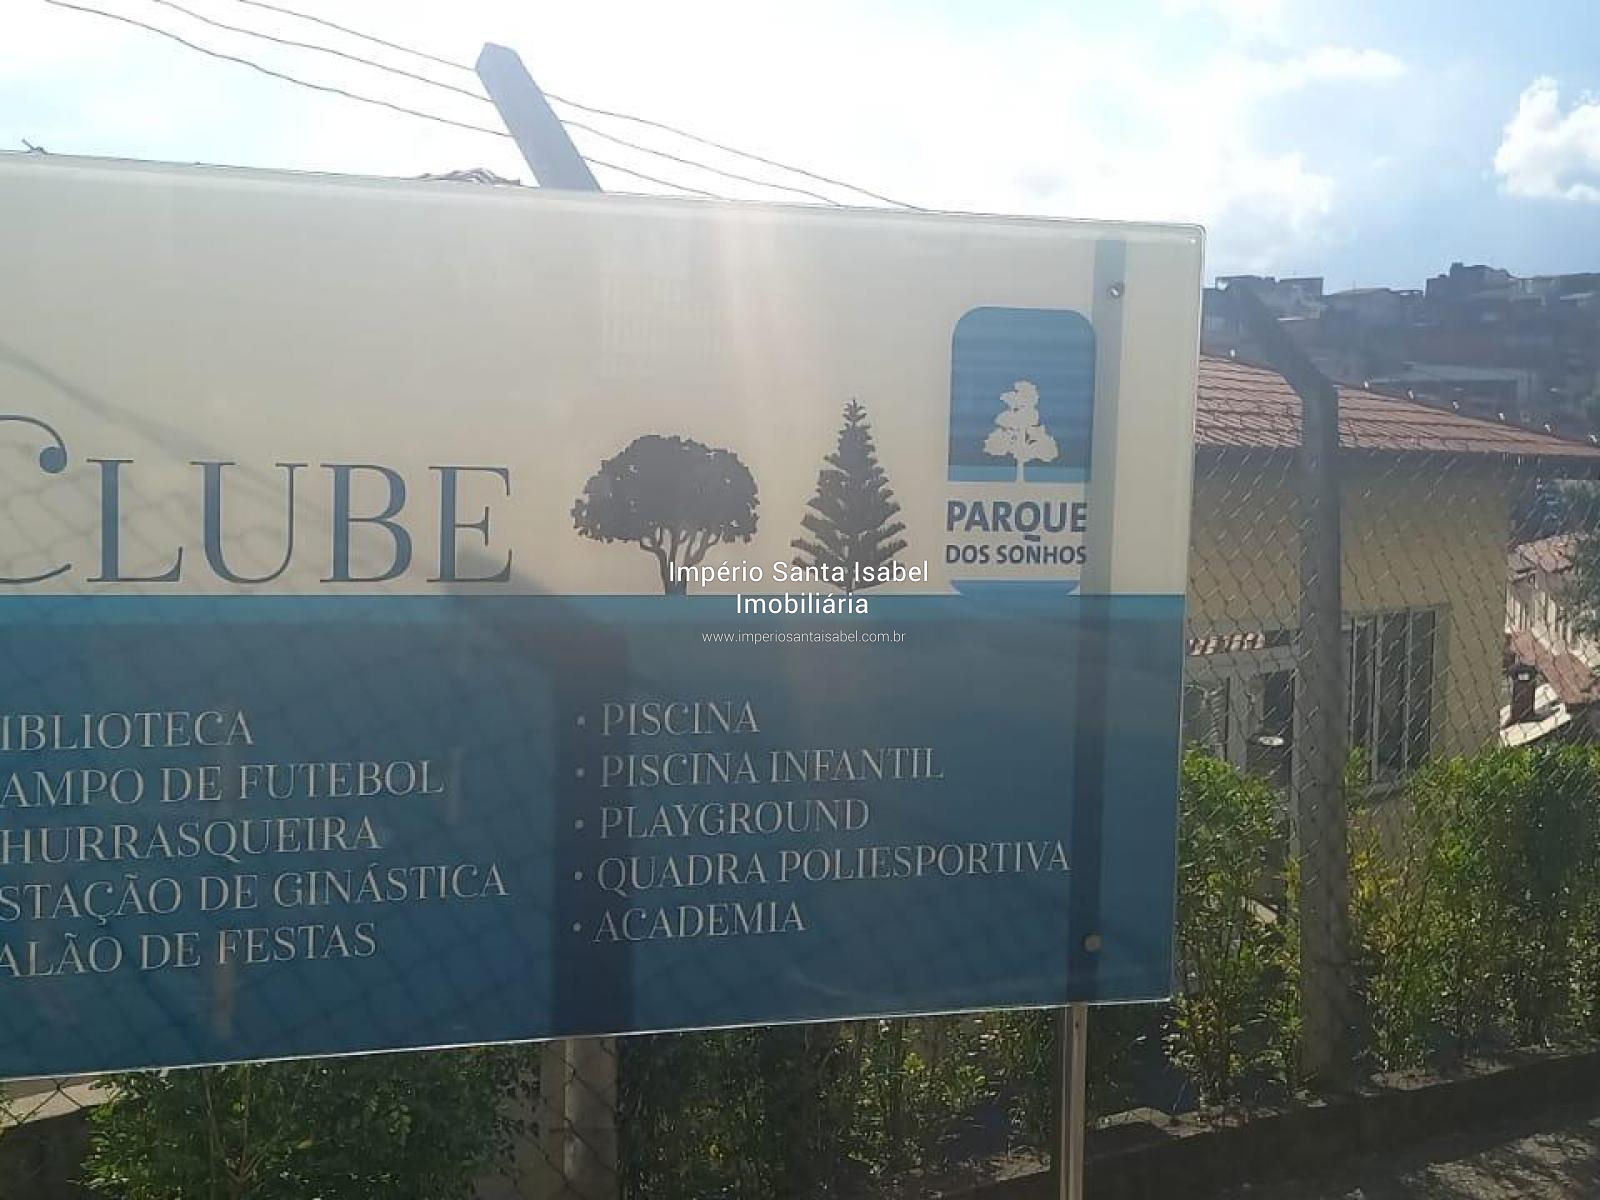 CLUBE
PARQUE
DOS SONHOS
Império Santa Isabel
Imobiliária
www.imperiosantaisabel.com.br
IBLIOTECA
AMPO DE FUTEBOL
HURRASQUEIRA
STAÇÃO DE GINÁSTICA
ALÃO DE FESTAS
• PISCINA
• PISCINA INFANTIL
• PLAYGROUND
• QUADRA POLIESPORTIVA
• ACADEMIA